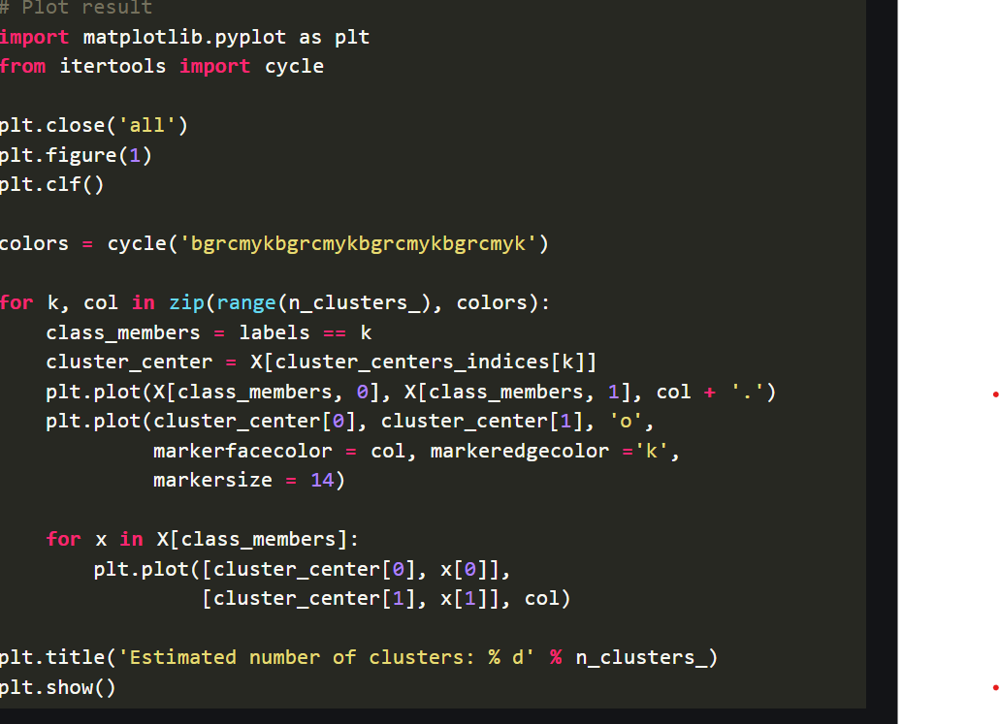 # Plot result
import matplotlib.pyplot as plt
from itertools import cycle
plt.close('all')
plt.figure(1)
plt.clf()
colors = cycle('bgrcmykbgrcmykbgrcmykbgrcmyk')
for k, col in zip(range(n_clusters_), colors):
    class_members = labels == k
    cluster_center = X[cluster_centers_indices[k]]
    plt.plot(X[class_members, 0], X[class_members, 1], col + '.')
    plt.plot(cluster_center[0], cluster_center[1], 'o',
             markerfacecolor = col, markeredgecolor ='k',
             markersize = 14)
    for x in X[class_members]:
        plt.plot([cluster_center[0], x[0]],
                 [cluster_center[1], x[1]], col)
plt.title('Estimated number of clusters: % d' % n_clusters_)
plt.show()